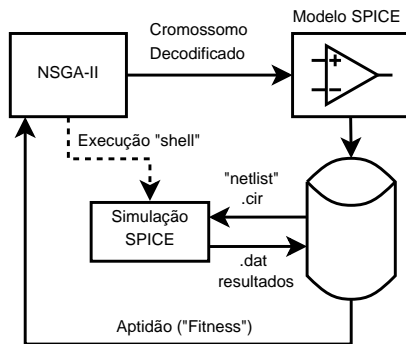 Modelo SPICE
Cromossomo
Decodificado
NSGA-II
Execução "shell"
"netlist"
.cir
Simulação
SPICE
.dat
resultados
Aptidão ("Fitness")